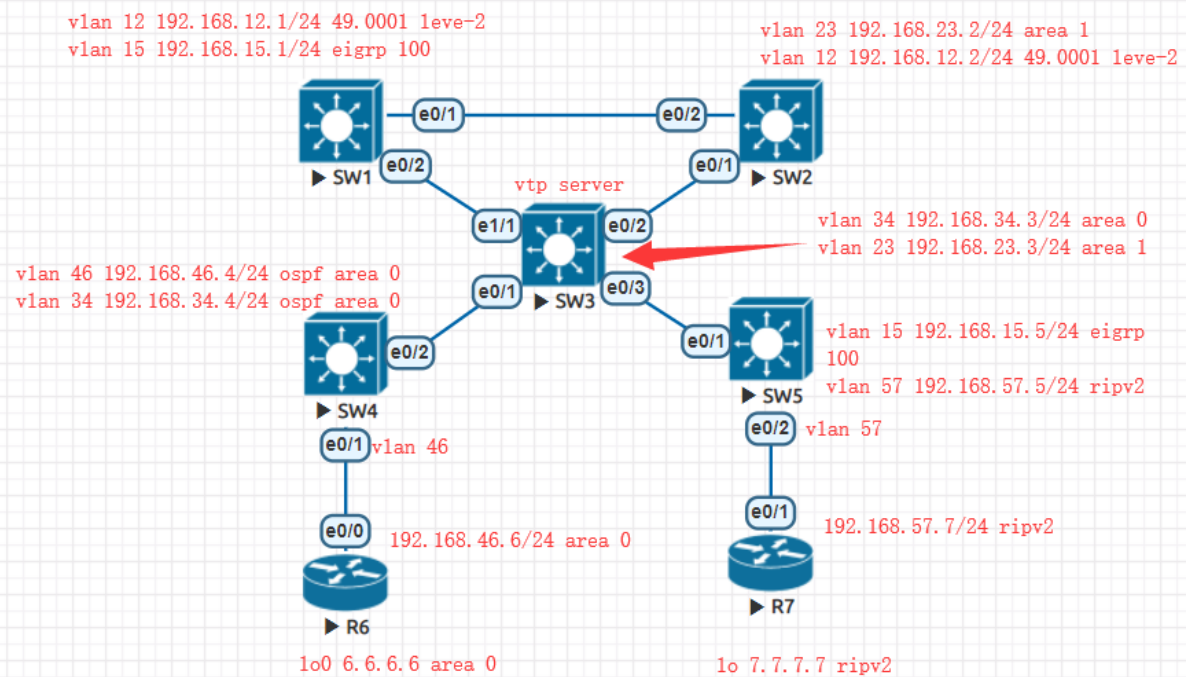 vlan 12 192.168.12.1/24 49.0001 leve-2
vlan 15 192.168.15.1/24 eigrp 100
vlan 23 192.168.23.2/24 area 1
vlan 12 192.168.12.2/24 49.0001 leve-2
e0/1
e0/2
SW1
e0/2
e0/1
SW2
vtp server
e1/1
e0/2
vlan 34 192.168.34.3/24 area 0
vlan 23 192.168.23.3/24 area 1
vlan 46 192.168.46.4/24 ospf area 0
vlan 34 192.168.34.4/24 ospf area 0
e0/1
SW3
e0/3
e0/2
SW4
e0/1
vlan 15 192.168.15.5/24 eigrp
100
vlan 57 192.168.57.5/24 ripv2
SW5
e0/1
vlan 46
e0/2
vlan 57
e0/0
192.168.46.6/24 area 0
e0/1
192.168.57.7/24 ripv2
R6
R7
lo0 6.6.6.6 area 0
lo 7.7.7.7 ripv2